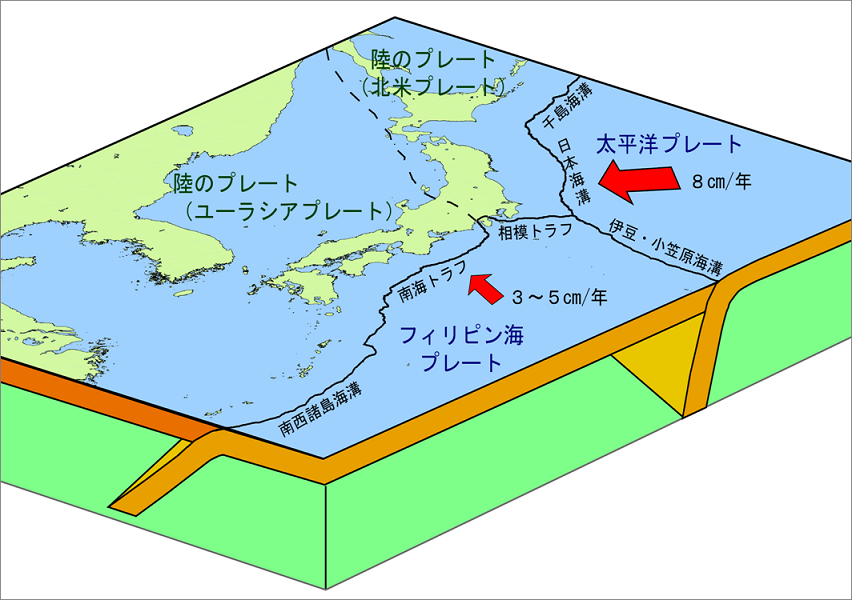 陸のプレート
（北米プレート）
千島海溝
太平洋プレート
日本海溝
8cm/年
陸のプレート
（ユーラシアプレート）
相模トラフ
伊豆・小笠原海溝
南海トラフ
3～5cm/年
フィリピン海
プレート
南西諸島海溝